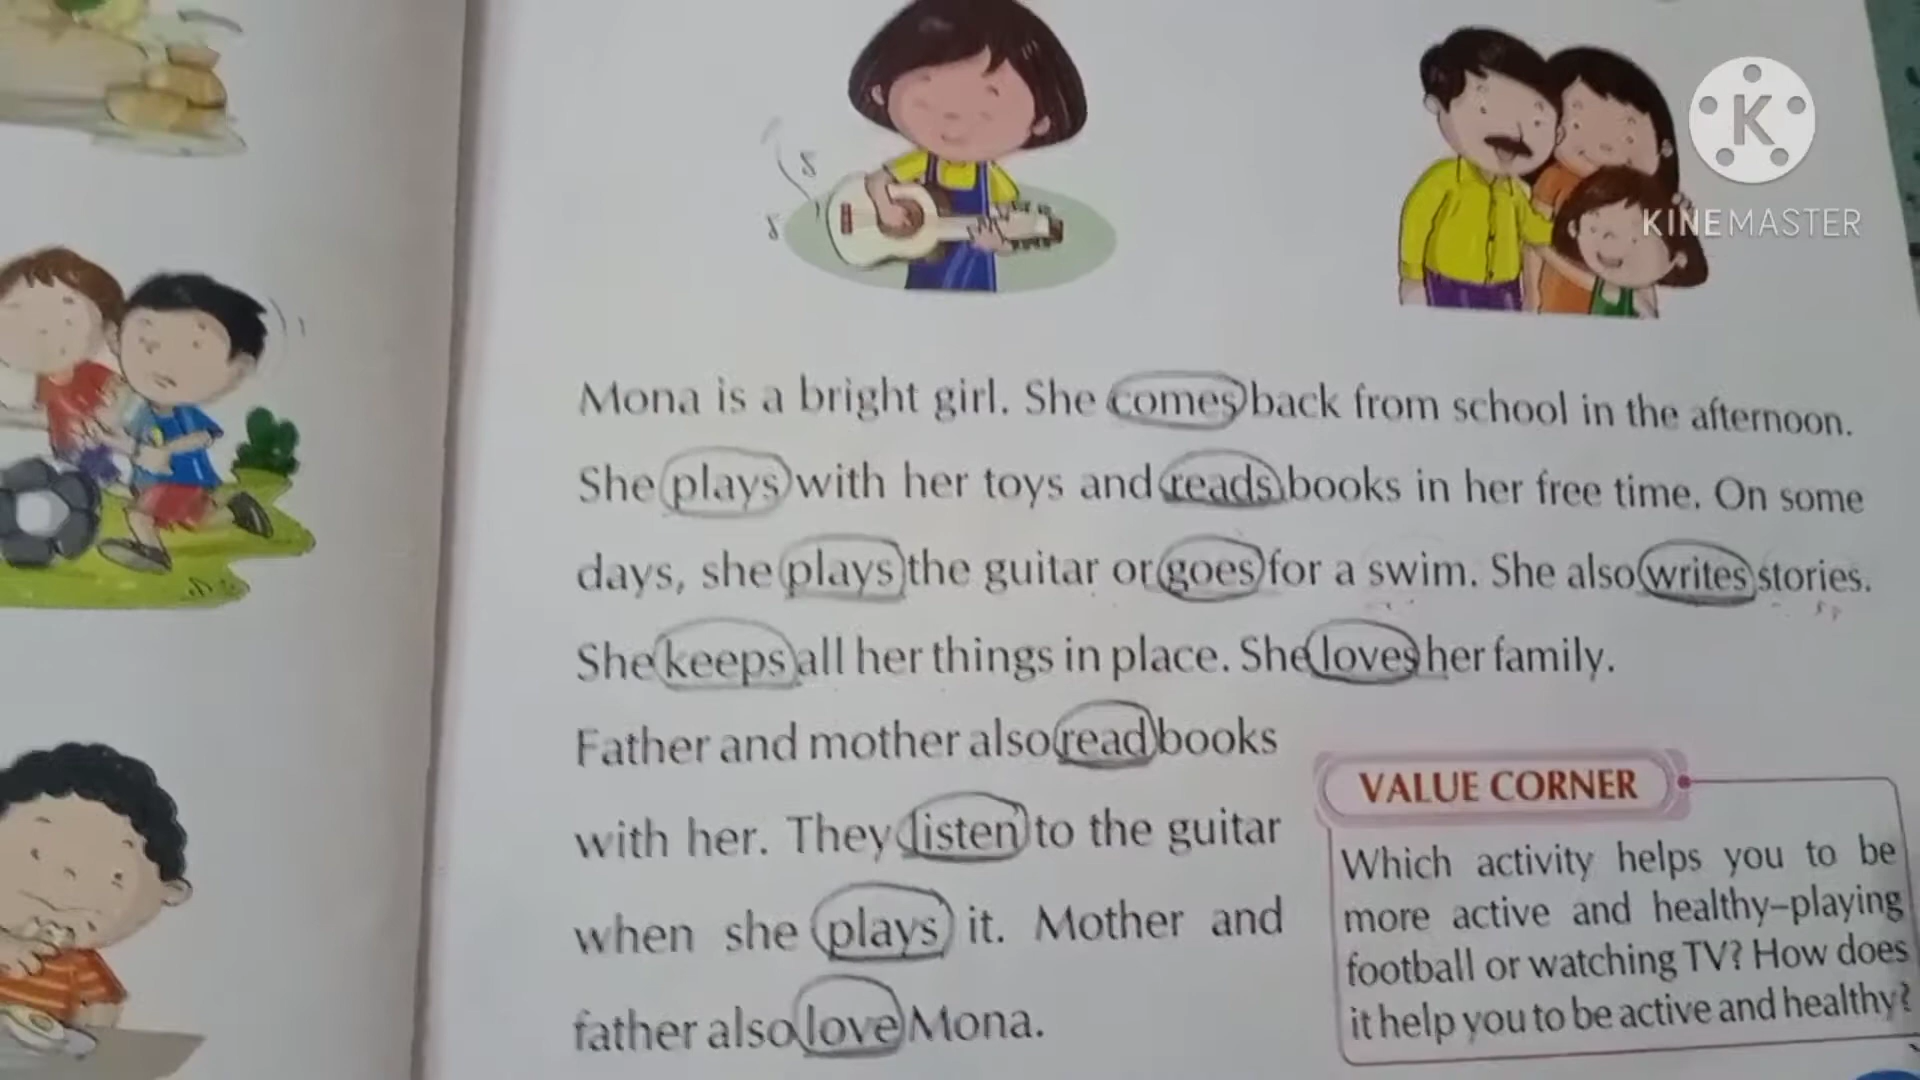 K
KINEMASTER
Mona is a bright girl. She comes back from school in the afternoon.
She plays with her toys and reads books in her free time. On some
days, she plays the guitar or goes for a swim. She also writes stories.
She keeps all her things in place. She loves her family.
Father and mother also read books
with her. They listen to the guitar
when she plays it. Mother and
father also love Mona.
VALUE CORNER
Which activity helps you to be
more active and healthy–playing
football or watching TV? How does
it help you to be active and healthy?